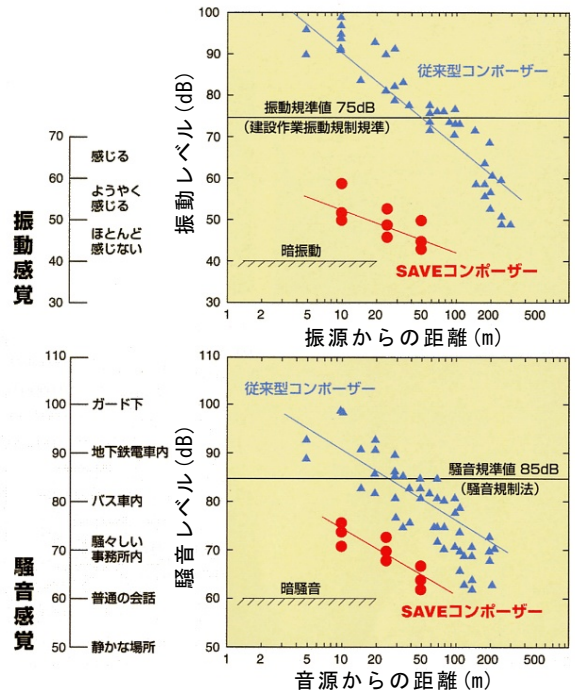 100
90
80
70
60
50
40
30
振動レベル(dB)
従来型コンポーザー
振動規準値 75dB
(建設作業振動規制規準)
暗振動
SAVEコンポーザー
1 2 5 10 20 50 100 200 500
振源からの距離(m)
振動感覚
70
60
50
40
30
感じる
ようやく
感じる
ほとんど
感じない
110
100
90
80
70
60
50
騒音レベル(dB)
従来型コンポーザー
騒音規準値 85dB
(騒音規制法)
暗騒音
SAVEコンポーザー
1 2 5 10 20 50 100 200 500
音源からの距離(m)
騒音感覚
110
100
90
80
70
60
50
ガード下
地下鉄電車内
バス車内
騒々しい
事務所内
普通の会話
静かな場所